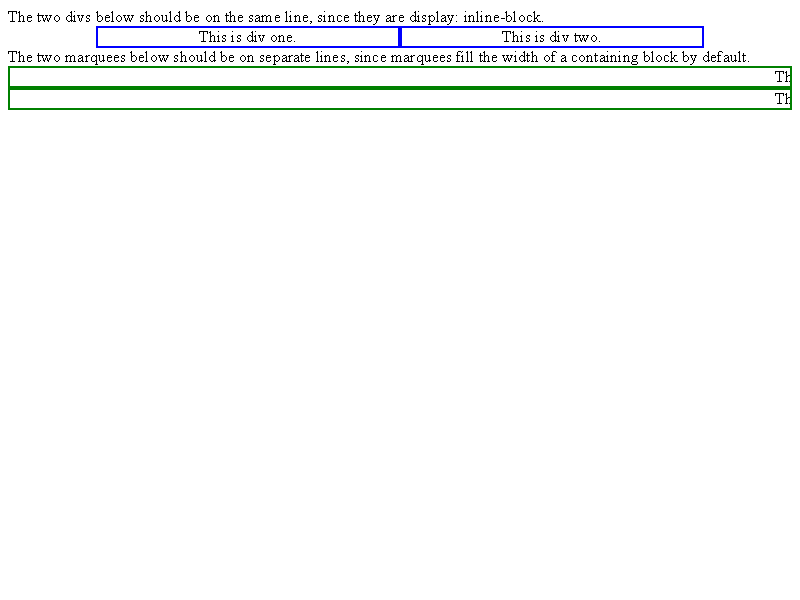 The two divs below should be on the same line, since they are display: inline-block.
This is div one. This is div two.
The two marquees below should be on separate lines, since marquees fill the width of a containing block by default.
Th
Th